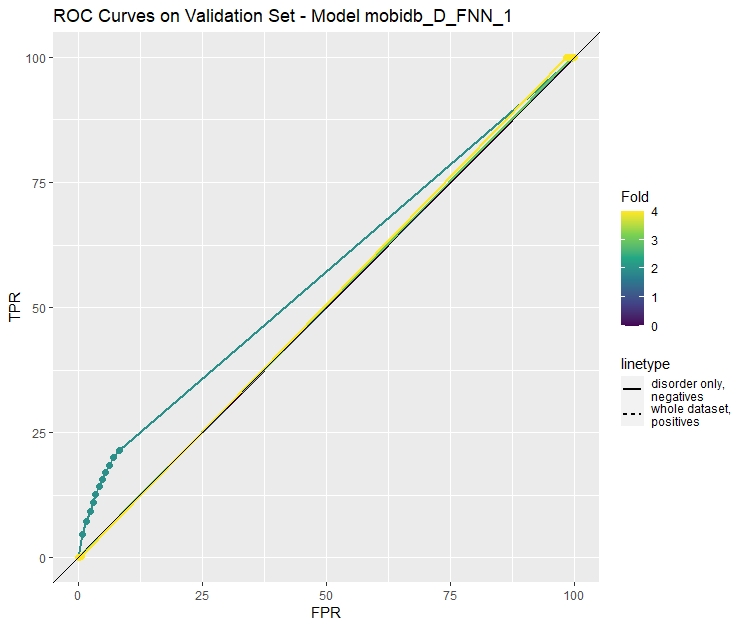 ROC Curves on Validation Set - Model mobidb_D_FNN_1
100
75
50
25
0
TPR
0 25 50 75 100
FPR
Fold
4
3
2
1
0
linetype
disorder only,
negatives
whole dataset,
positives